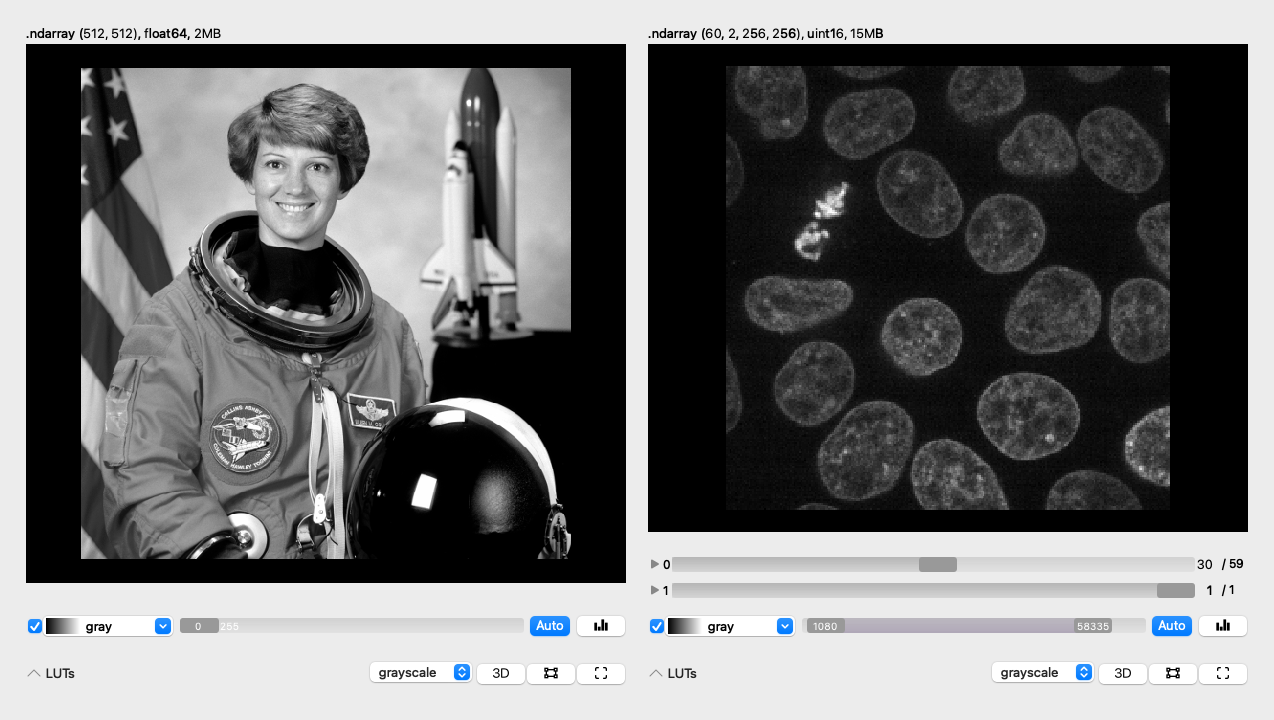 .ndarray (512, 512), float64, 2MB
.ndarray (60, 2, 256, 256), uint16, 15MB
0 30 / 59
1 1 / 1
gray 0 255 Auto
gray 1080 58335 Auto
LUTs grayscale 3D
LUTs grayscale 3D